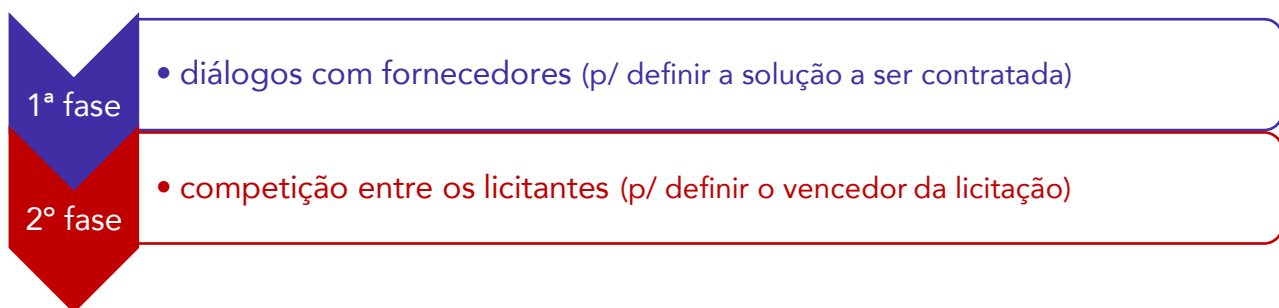 1ª fase
• diálogos com fornecedores (p/ definir a solução a ser contratada)
2º fase
• competição entre os licitantes (p/ definir o vencedor da licitação)